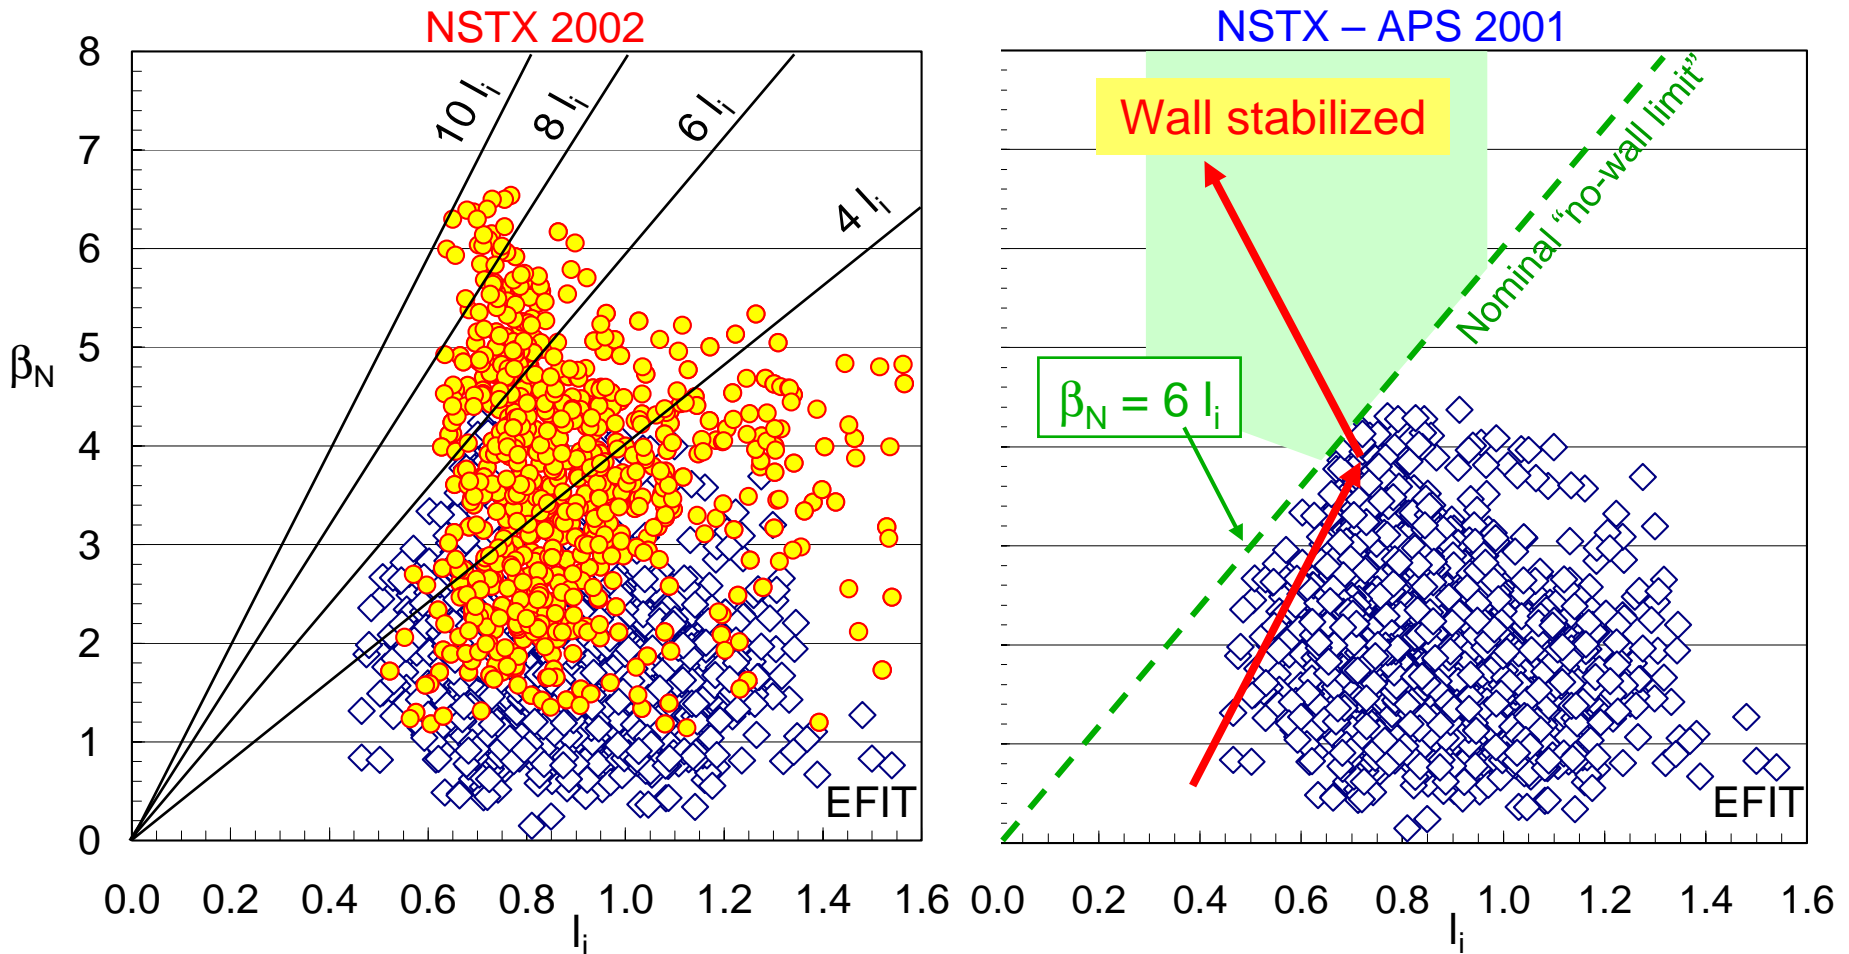 NSTX 2002
NSTX – APS 2001
8
7
6
5
4
3
2
1
0
βN
10 li
8 li
6 li
4 li
EFIT
0.0 0.2 0.4 0.6 0.8 1.0 1.2 1.4 1.6
li
Wall stabilized
Nominal “no-wall limit”
βN = 6 li
EFIT
0.0 0.2 0.4 0.6 0.8 1.0 1.2 1.4 1.6
li